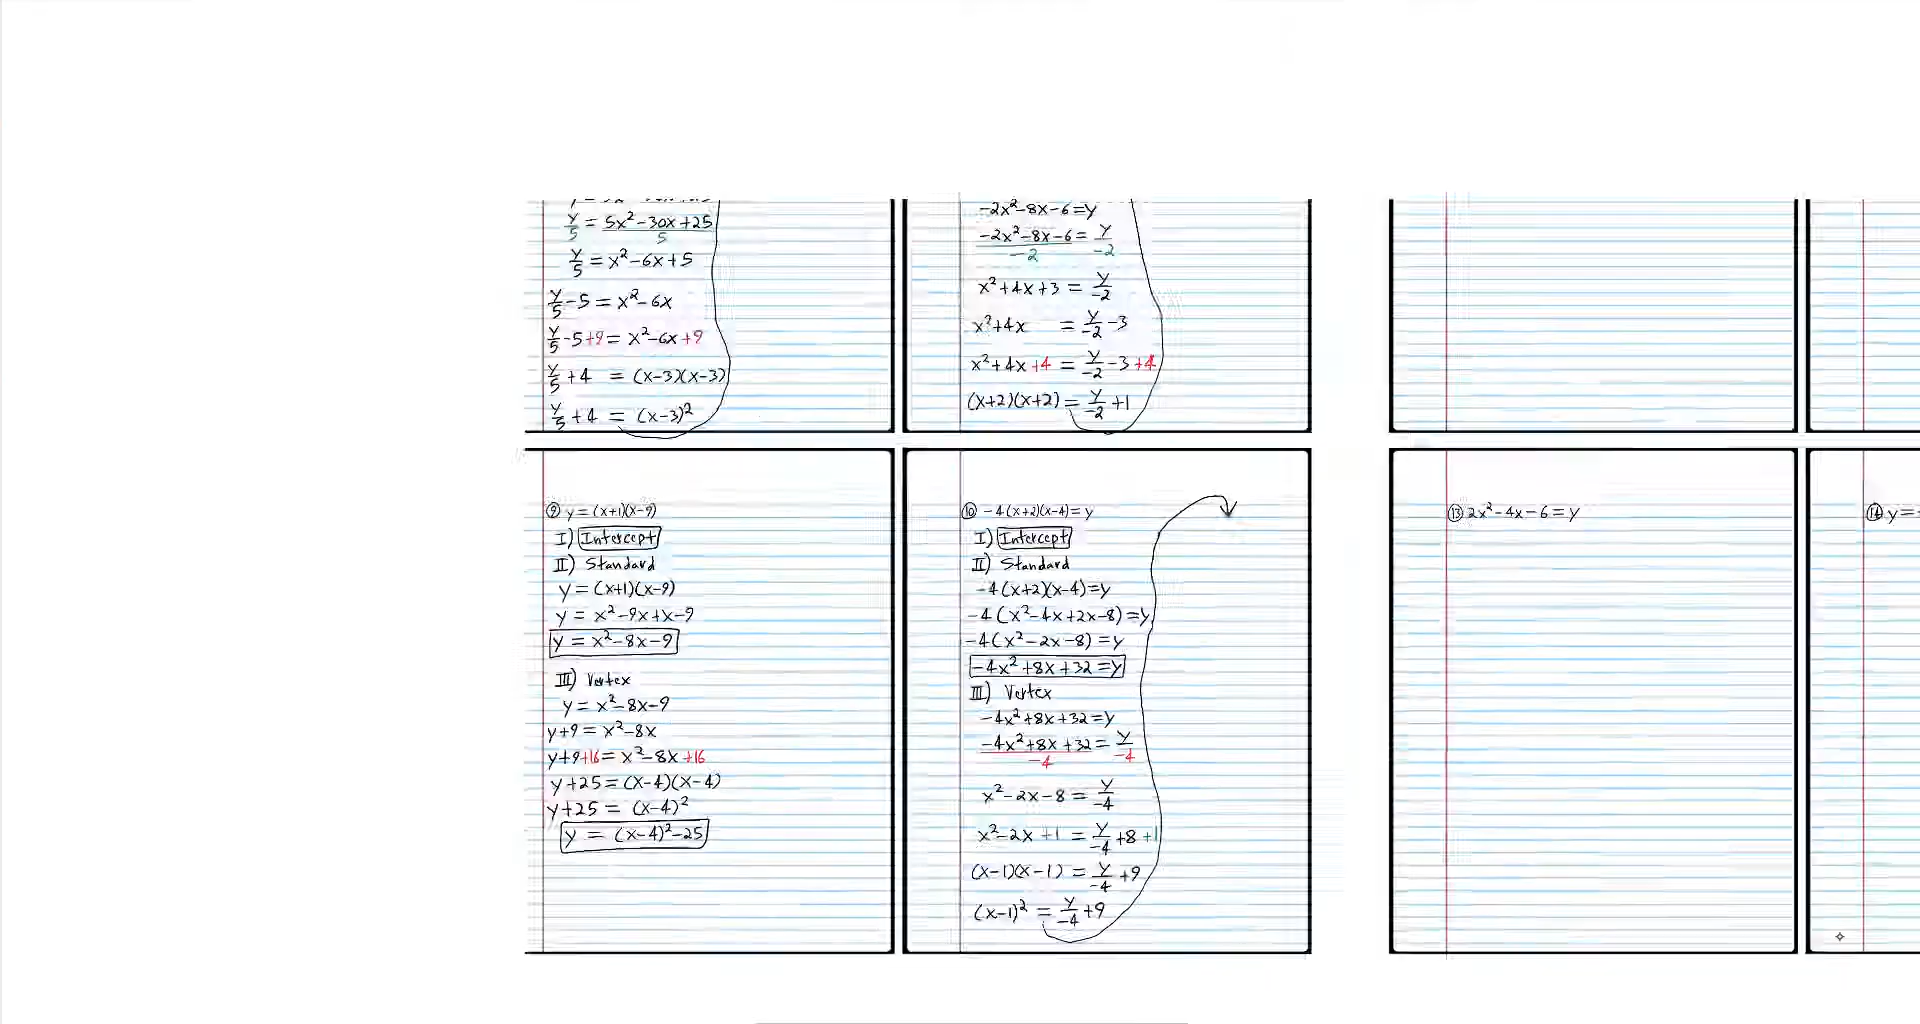 y/5 = 5x²-30x+25/5
y/5 = x²-6x+5
y/5 -5 = x²-6x
y/5 -5+9 = x²-6x+9
y/5 +4 = (x-3)(x-3)
y/5 +4 = (x-3)²
-2x²-8x-6=y
-2x²-8x-6/-2 = y/-2
x²+4x+3 = y/-2
x²+4x = y/-2 -3
x²+4x+4 = y/-2 -3+4
(x+2)(x+2) = y/-2 +1
⑨ y=(x+1)(x-9)
I) Intercept
II) Standard
y=(x+1)(x-9)
y = x²-9x+x-9
y = x²-8x-9
III) Vertex
y = x²-8x-9
y+9 = x²-8x
y+9+16 = x²-8x+16
y+25=(x-4)(x-4)
y+25 = (x-4)²
y = (x-4)²-25
⑩ -4(x+2)(x-4)=y
I) Intercept
II) Standard
-4(x+2)(x-4)=y
-4(x²-4x+2x-8)=y
-4(x²-2x-8)=y
-4x²+8x+32=y
III) Vertex
-4x²+8x+32=y
-4x²+8x+32/-4 = y/-4
x²-2x-8 = y/-4
x²-2x+1 = y/-4 +8+1
(x-1)(x-1) = y/-4 +9
(x-1)² = y/-4 +9
⑬ 2x²-4x-6=y
⑭ y=-